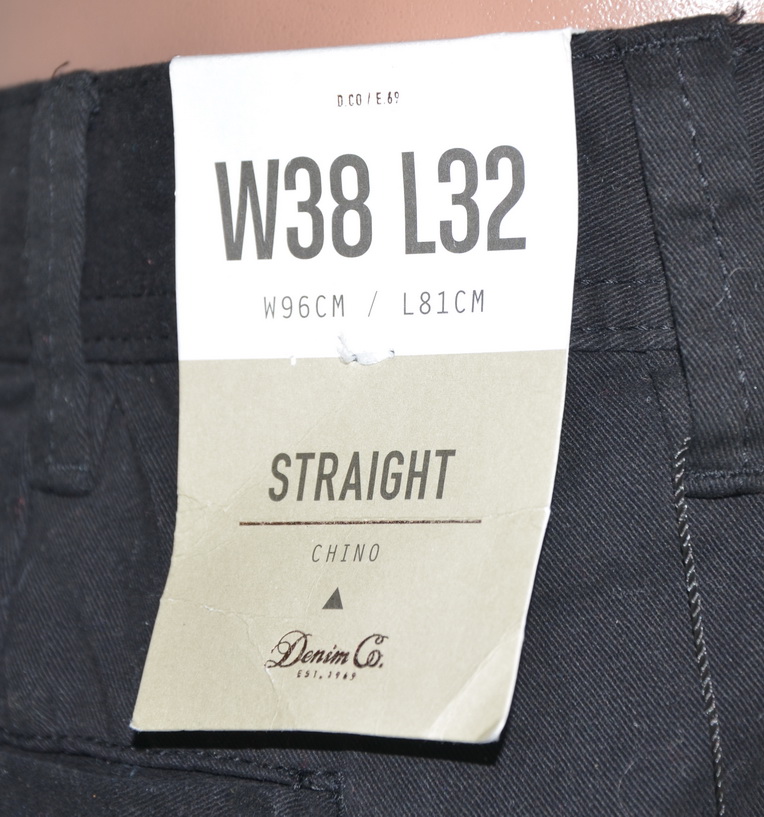 D.CO / E.69
W38 L32
W96CM / L81CM
STRAIGHT
CHINO
Denim Co.
EST. 1969